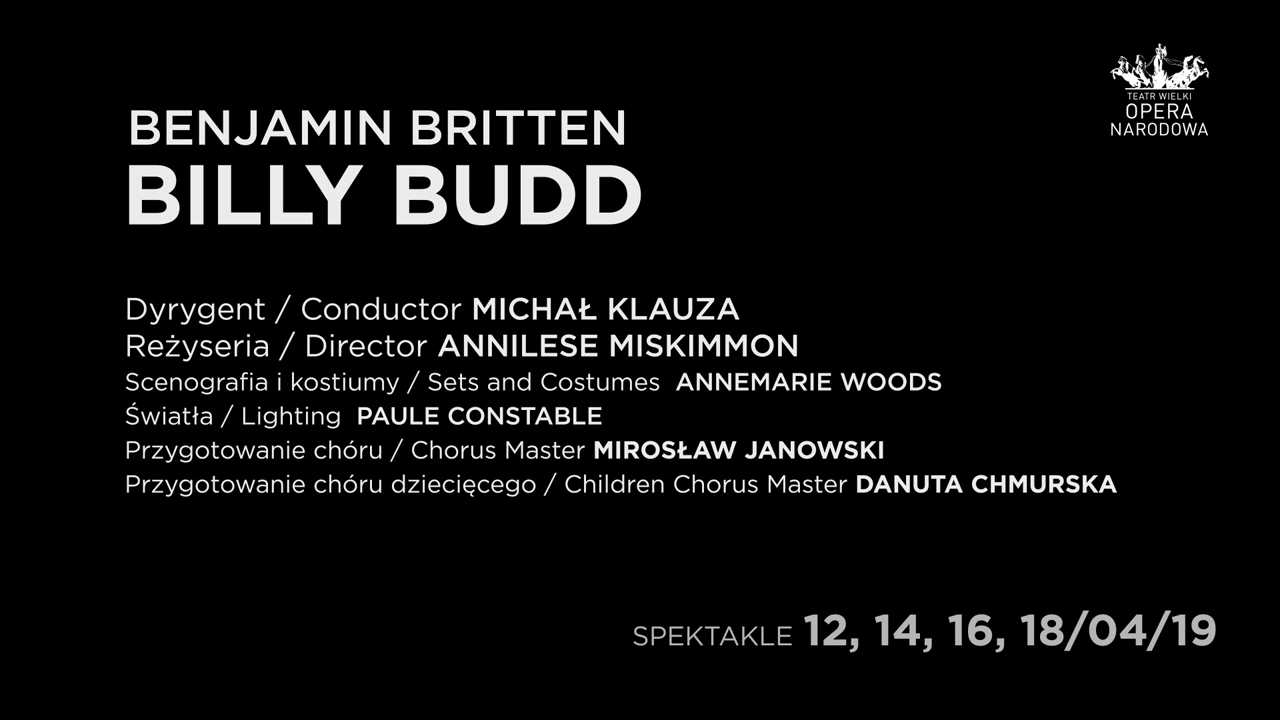 TEATR WIELKI
OPERA
NARODOWA
BENJAMIN BRITTEN
BILLY BUDD
Dyrygent / Conductor MICHAŁ KLAUZA
Reżyseria / Director ANNILESE MISKIMMON
Scenografia i kostiumy / Sets and Costumes ANNEMARIE WOODS
Światła / Lighting PAULE CONSTABLE
Przygotowanie chóru / Chorus Master MIROSŁAW JANOWSKI
Przygotowanie chóru dziecięcego / Children Chorus Master DANUTA CHMURSKA
SPEKTAKLE 12, 14, 16, 18/04/19